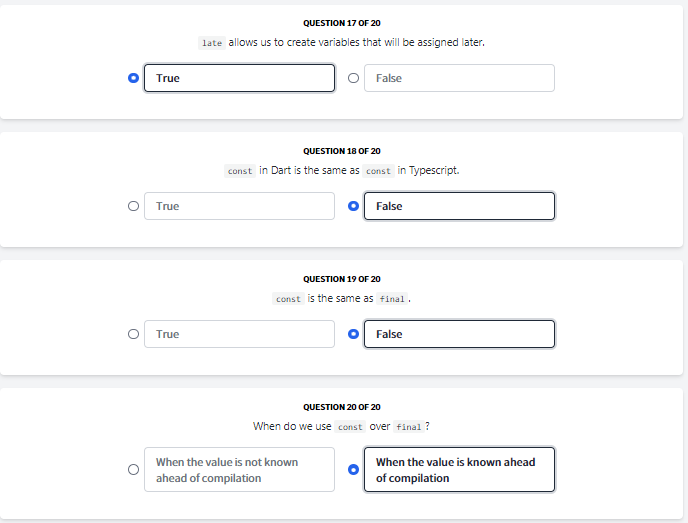 QUESTION 17 OF 20
late allows us to create variables that will be assigned later.
True
False
QUESTION 18 OF 20
const in Dart is the same as const in Typescript.
True
False
QUESTION 19 OF 20
const is the same as final.
True
False
QUESTION 20 OF 20
When do we use const over final?
When the value is not known
ahead of compilation
When the value is known ahead
of compilation